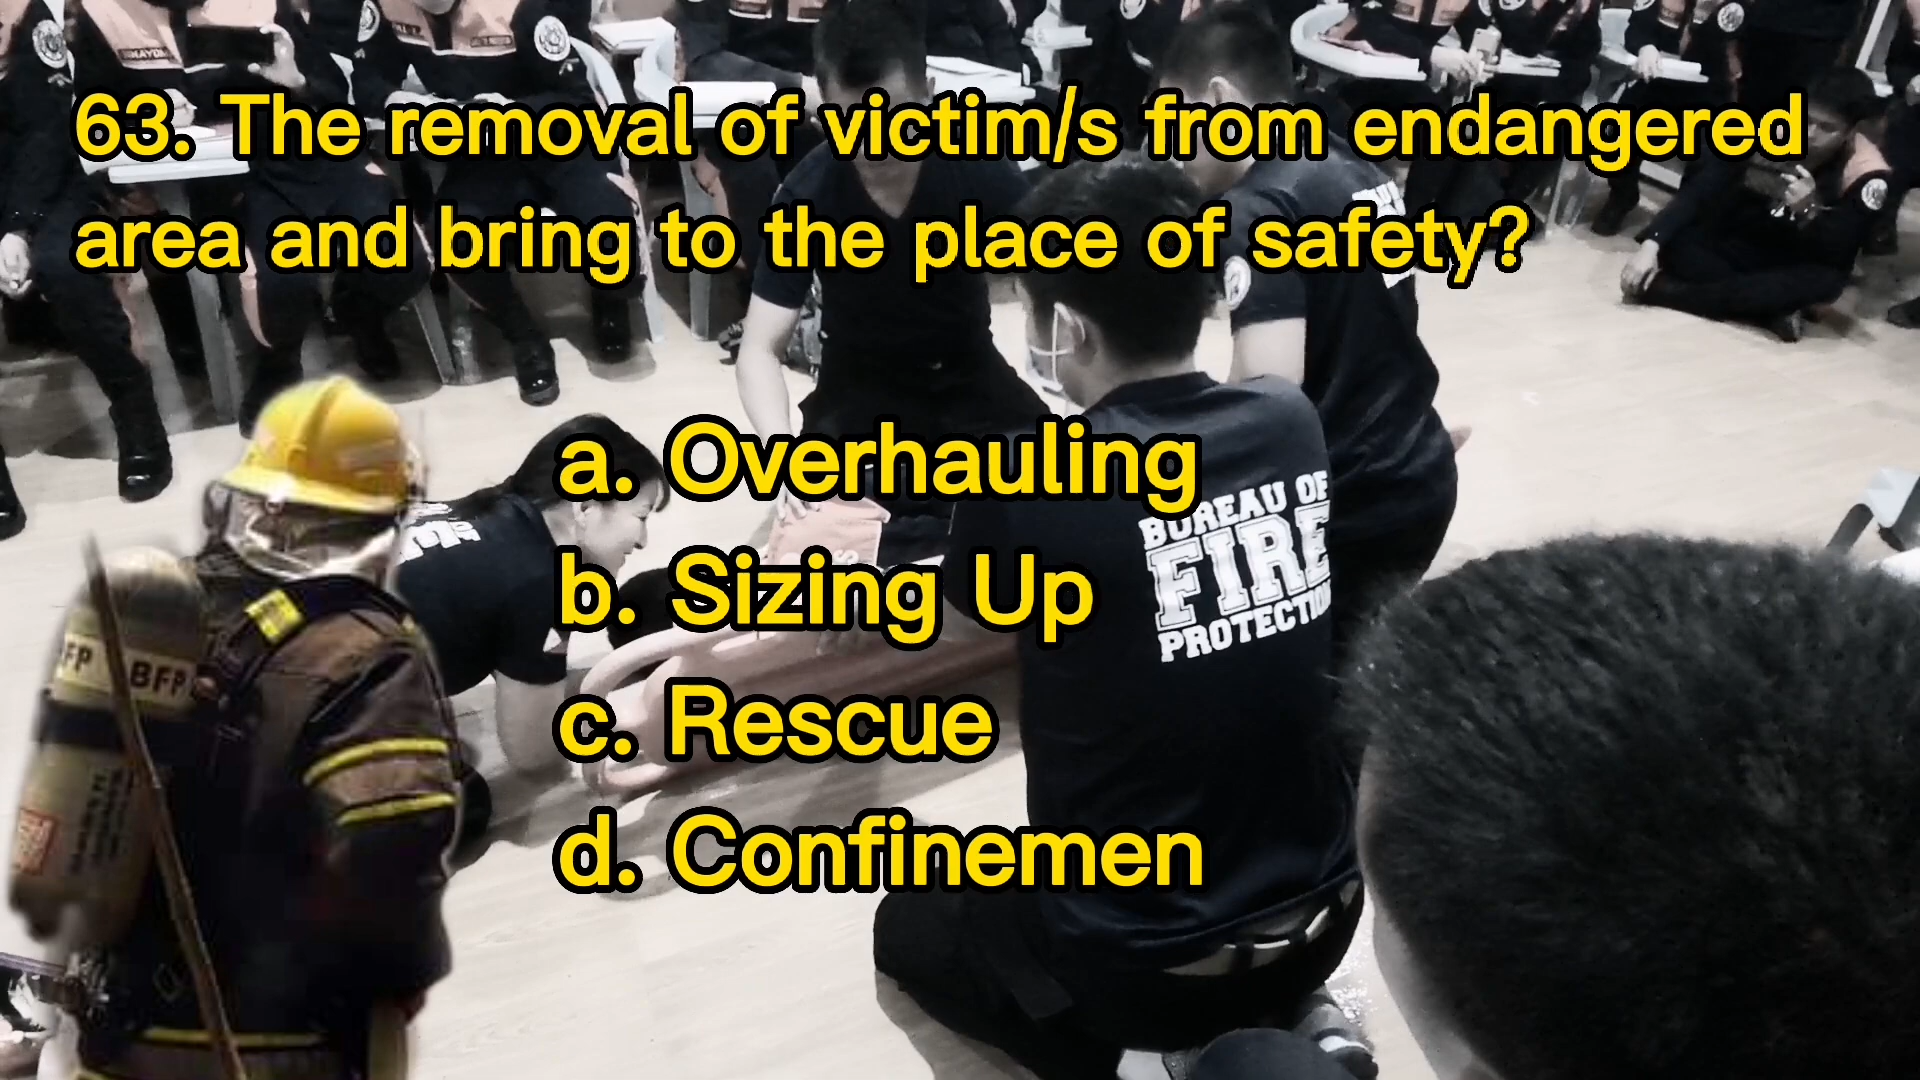 63. The removal of victim/s from endangered
area and bring to the place of safety?
a. Overhauling
b. Sizing Up
c. Rescue
d. Confinemen
BUREAU OF
FIRE
PROTECTION
FP
BFP